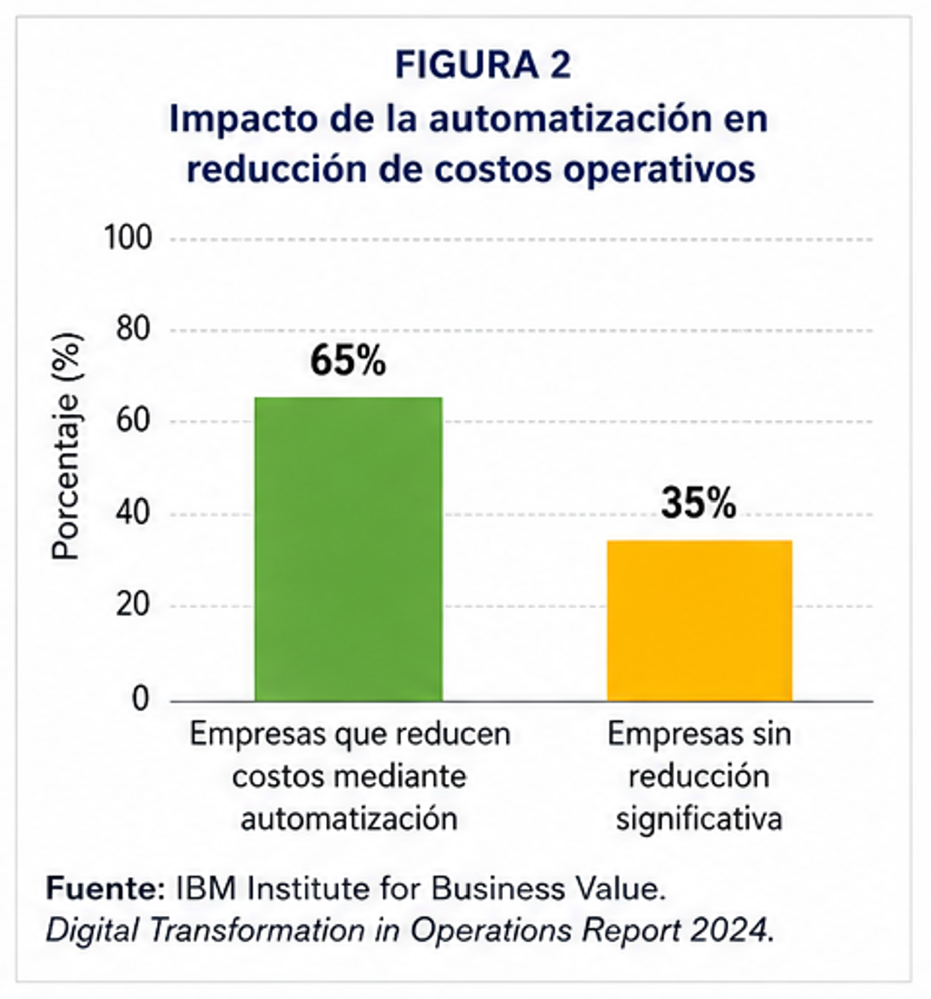 FIGURA 2
Impacto de la automatización en
reducción de costos operativos
100
80
60
40
20
0
Porcentaje (%)
65%
35%
Empresas que reducen
costos mediante
automatización
Empresas sin
reducción
significativa
Fuente: IBM Institute for Business Value.
Digital Transformation in Operations Report 2024.